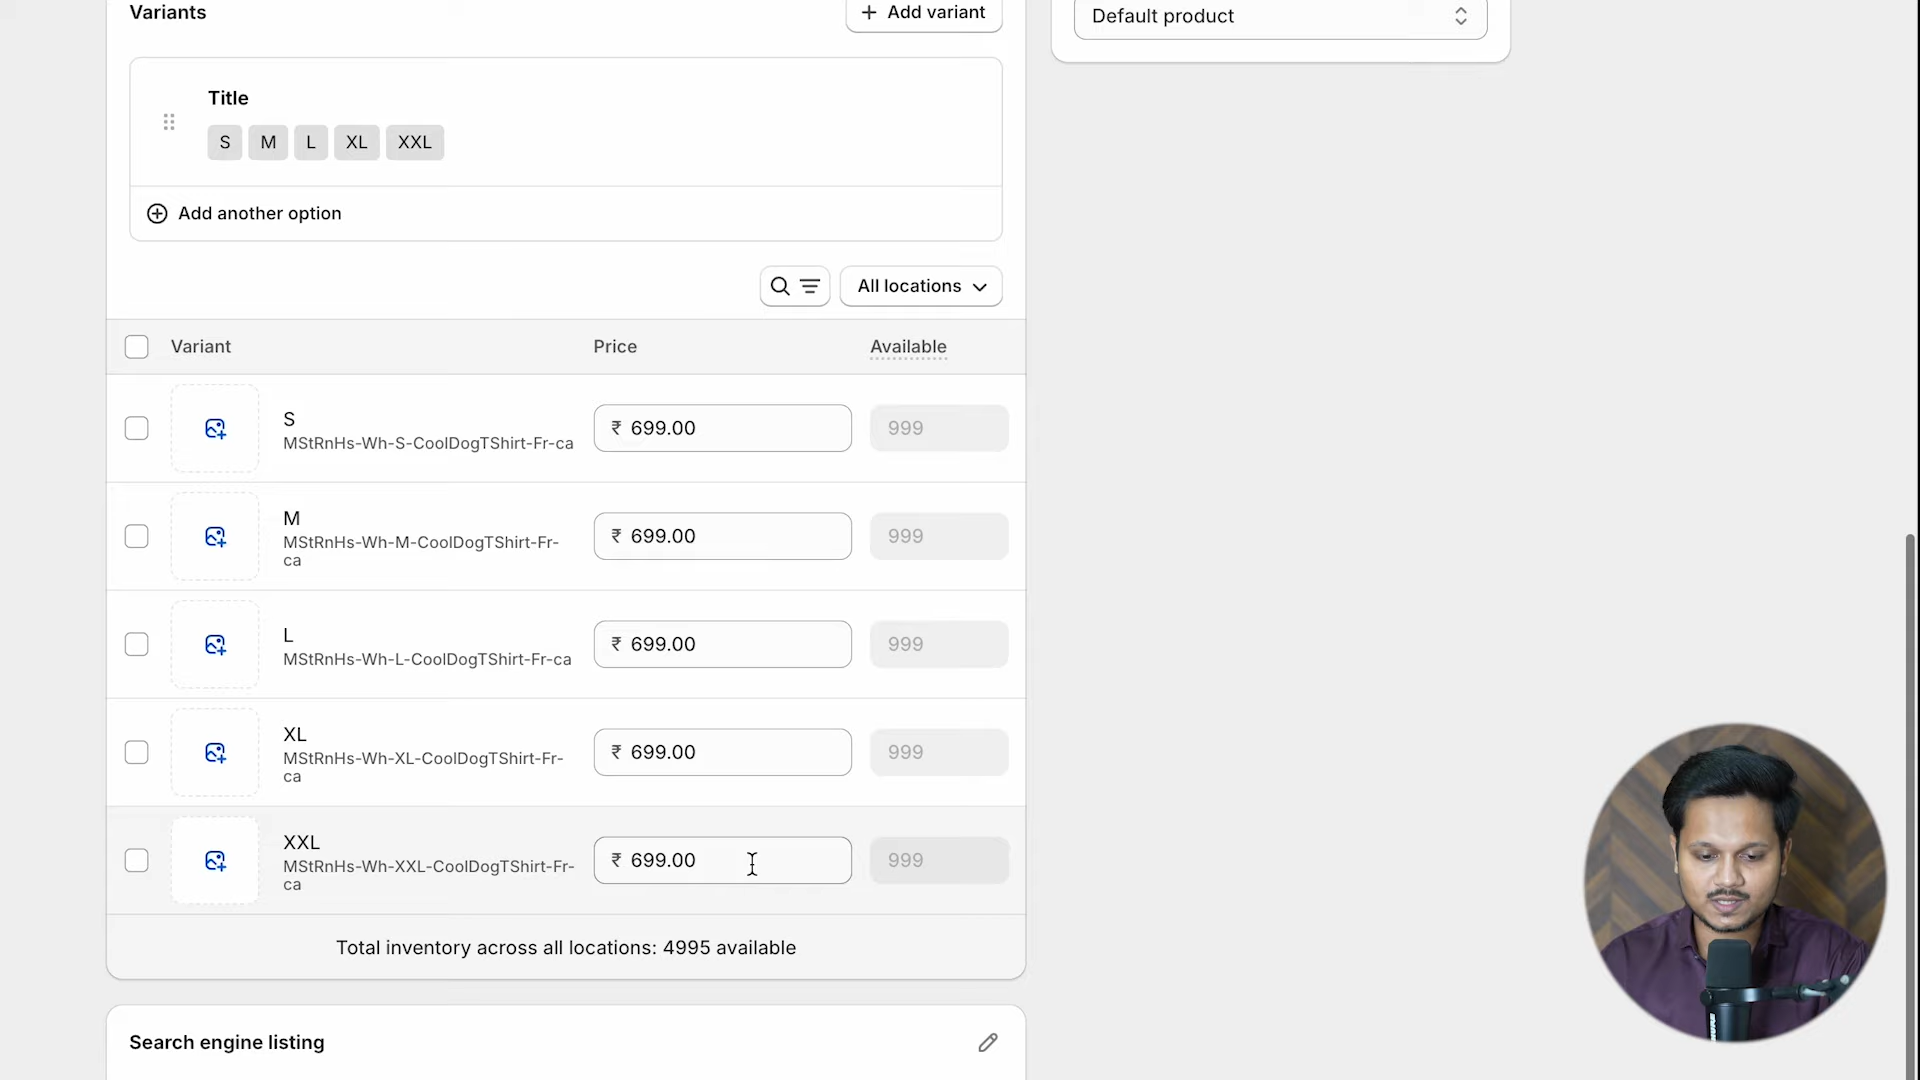 Variants
+ Add variant
Default product
Title
S M L XL XXL
Add another option
All locations
Variant Price Available
S
MStRnHs-Wh-S-CoolDogTShirt-Fr-ca
₹ 699.00
999
M
MStRnHs-Wh-M-CoolDogTShirt-Fr-
ca
₹ 699.00
999
L
MStRnHs-Wh-L-CoolDogTShirt-Fr-ca
₹ 699.00
999
XL
MStRnHs-Wh-XL-CoolDogTShirt-Fr-
ca
₹ 699.00
999
XXL
MStRnHs-Wh-XXL-CoolDogTShirt-Fr-
ca
₹ 699.00
999
Total inventory across all locations: 4995 available
Search engine listing